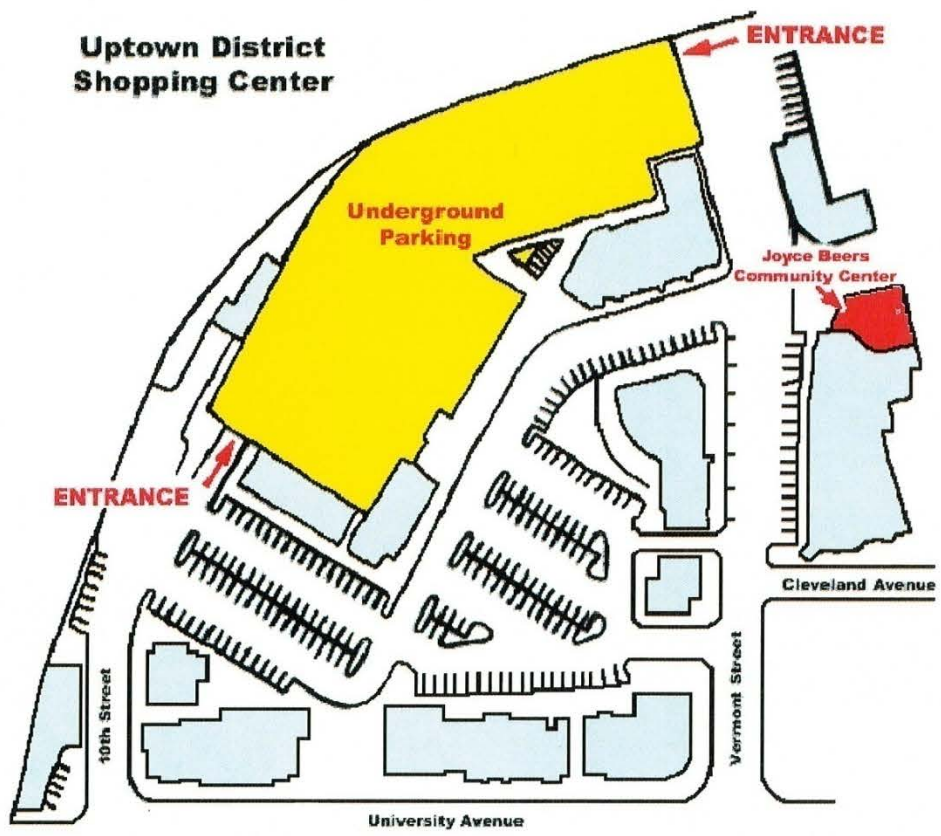 Uptown District
Shopping Center
ENTRANCE
Underground
Parking
Joyce Beers
Community Center
ENTRANCE
Cleveland Avenue
10th Street
Vermont Street
University Avenue